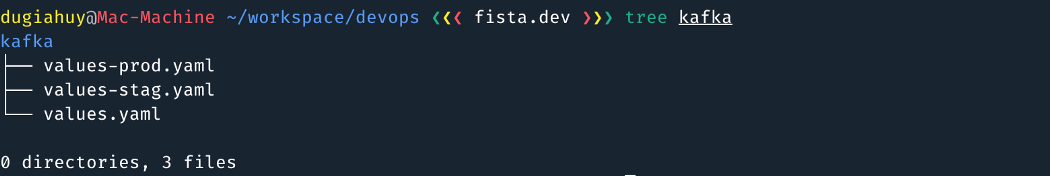 dugiahuy@Mac-Machine ~/workspace/devops ❮❮❮ fista.dev ❯❯❯ tree kafka
kafka
├── values-prod.yaml
├── values-stag.yaml
└── values.yaml
0 directories, 3 files